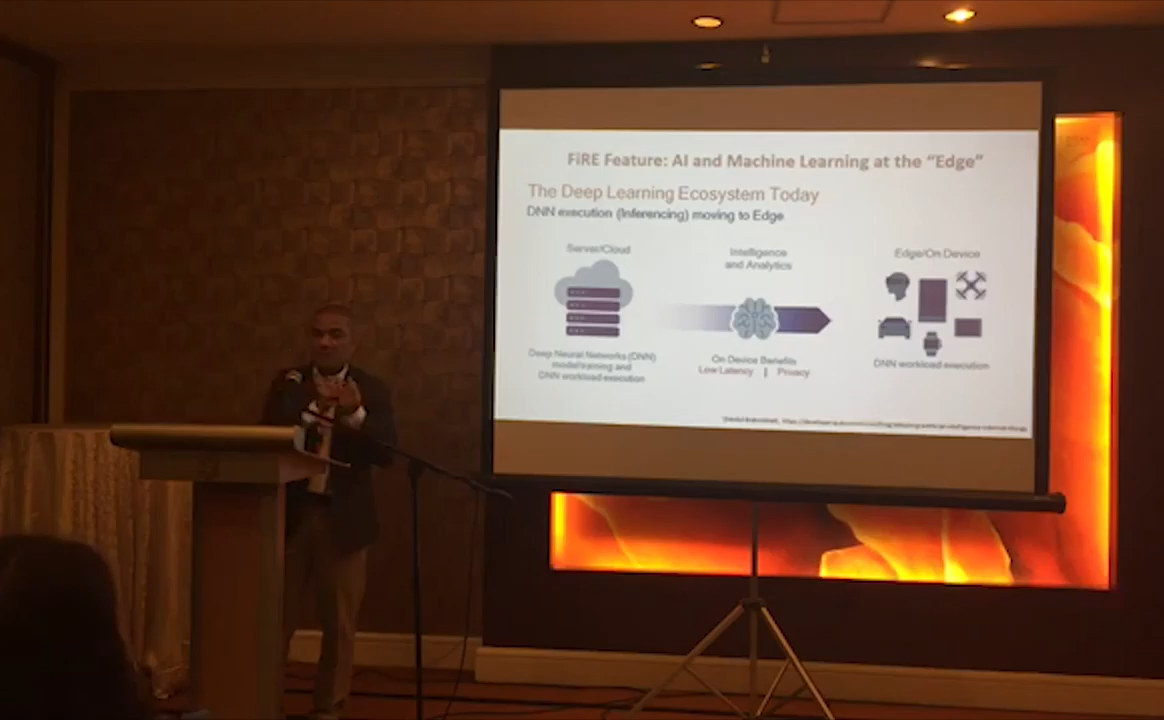 FiRE Feature: AI and Machine Learning at the “Edge”
The Deep Learning Ecosystem Today
DNN execution (Inferencing) moving to Edge
Server/Cloud
Deep Neural Networks (DNN)
model training and
DNN workload execution
Intelligence
and Analytics
On Device Benefits
Low Latency | Privacy
Edge/On Device
DNN workload execution